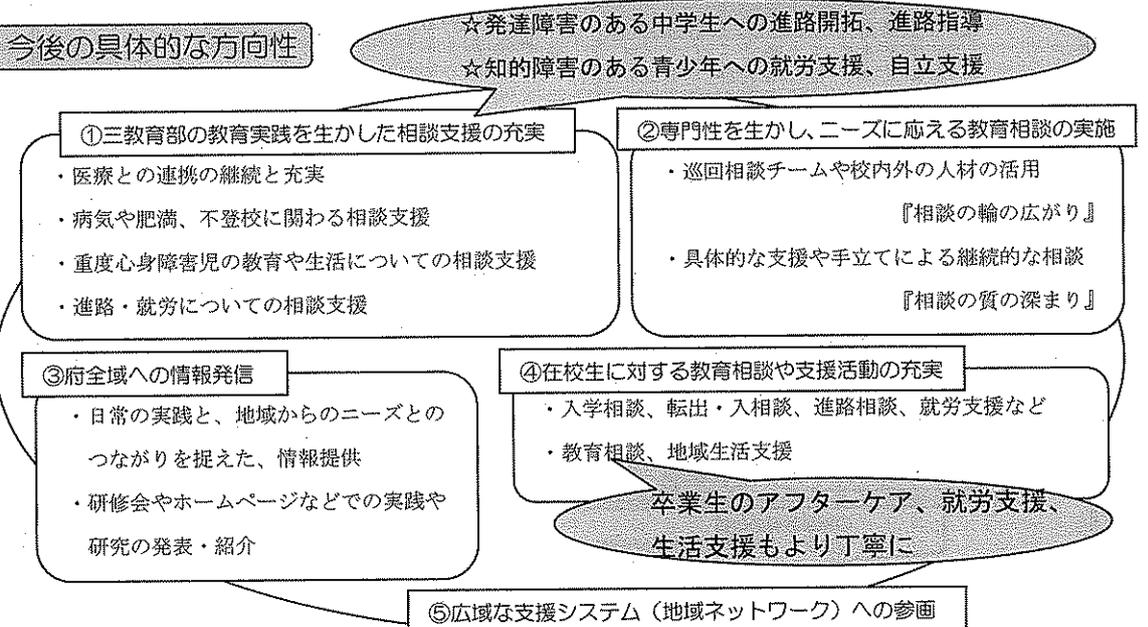 今後の具体的な方向性
☆発達障害のある中学生への進路開拓、進路指導
☆知的障害のある青少年への就労支援、自立支援
①三教育部の教育実践を生かした相談支援の充実
・医療との連携の継続と充実
・病気や肥満、不登校に関わる相談支援
・重度心身障害児の教育や生活についての相談支援
・進路・就労についての相談支援
②専門性を生かし、ニーズに応える教育相談の実施
・巡回相談チームや校内外の人材の活用
『相談の輪の広がり』
・具体的な支援や手立てによる継続的な相談
『相談の質の深まり』
③府全域への情報発信
・日常の実践と、地域からのニーズとの
つながりを捉えた、情報提供
・研修会やホームページなどでの実践や
研究の発表・紹介
④在校生に対する教育相談や支援活動の充実
・入学相談、転出・入相談、進路相談、就労支援など
・教育相談、地域生活支援
卒業生のアフターケア、就労支援、
生活支援もより丁寧に
⑤広域な支援システム（地域ネットワーク）への参画